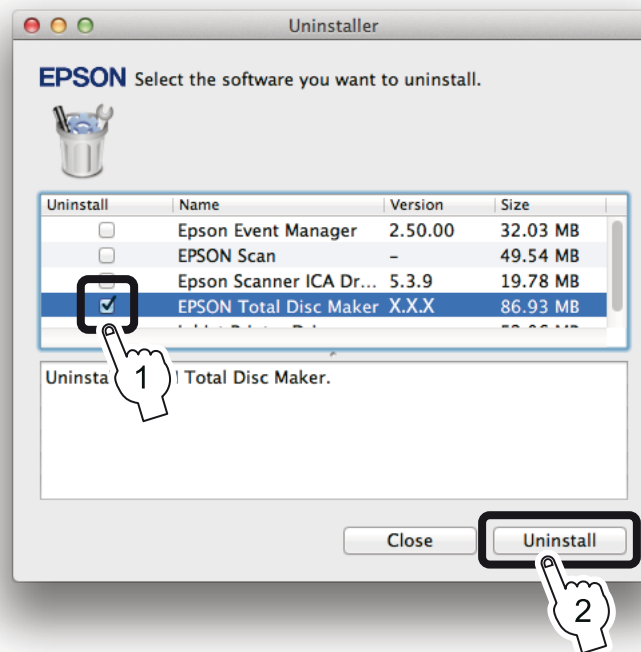 Uninstaller
EPSON Select the software you want to uninstall.
Uninstall Name Version Size
Epson Event Manager 2.50.00 32.03 MB
EPSON Scan – 49.54 MB
Epson Scanner ICA Dr... 5.3.9 19.78 MB
EPSON Total Disc Maker X.X.X 86.93 MB
1
Total Disc Maker.
Close Uninstall
2